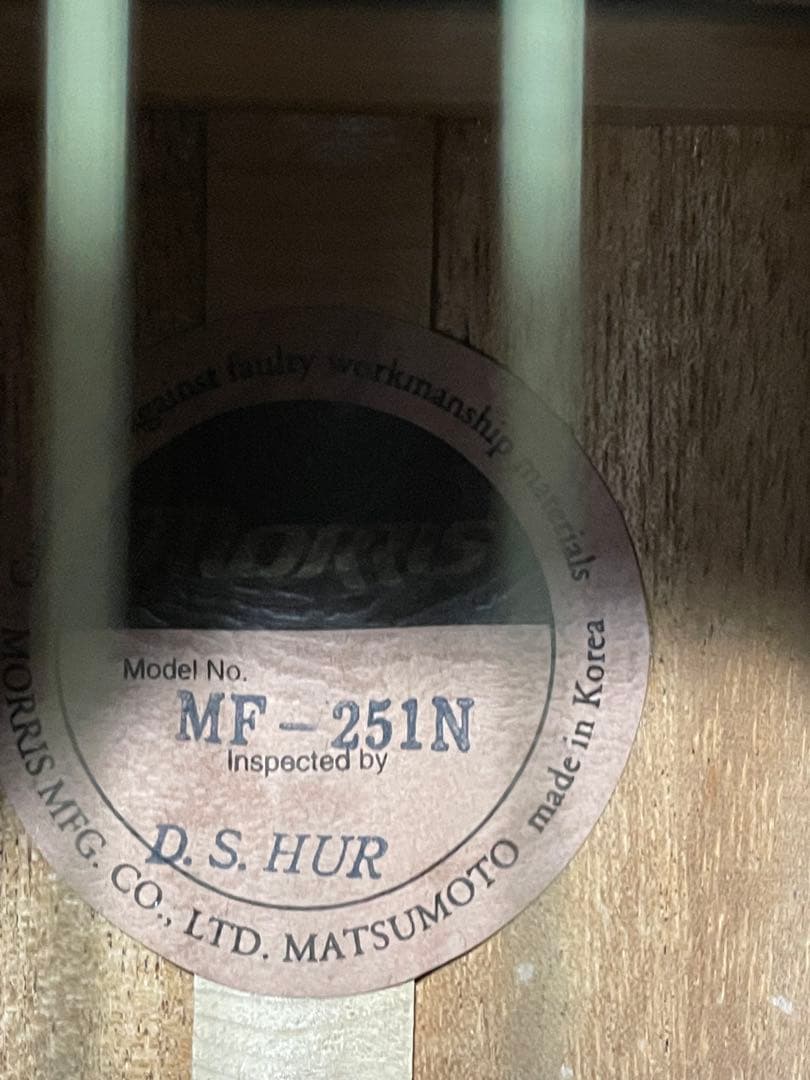 against faulty workmanship materials
Morris
Model No.
MF-251N
Inspected by
D. S. HUR
MORRIS MFG. CO., LTD. MATSUMOTO made in Korea